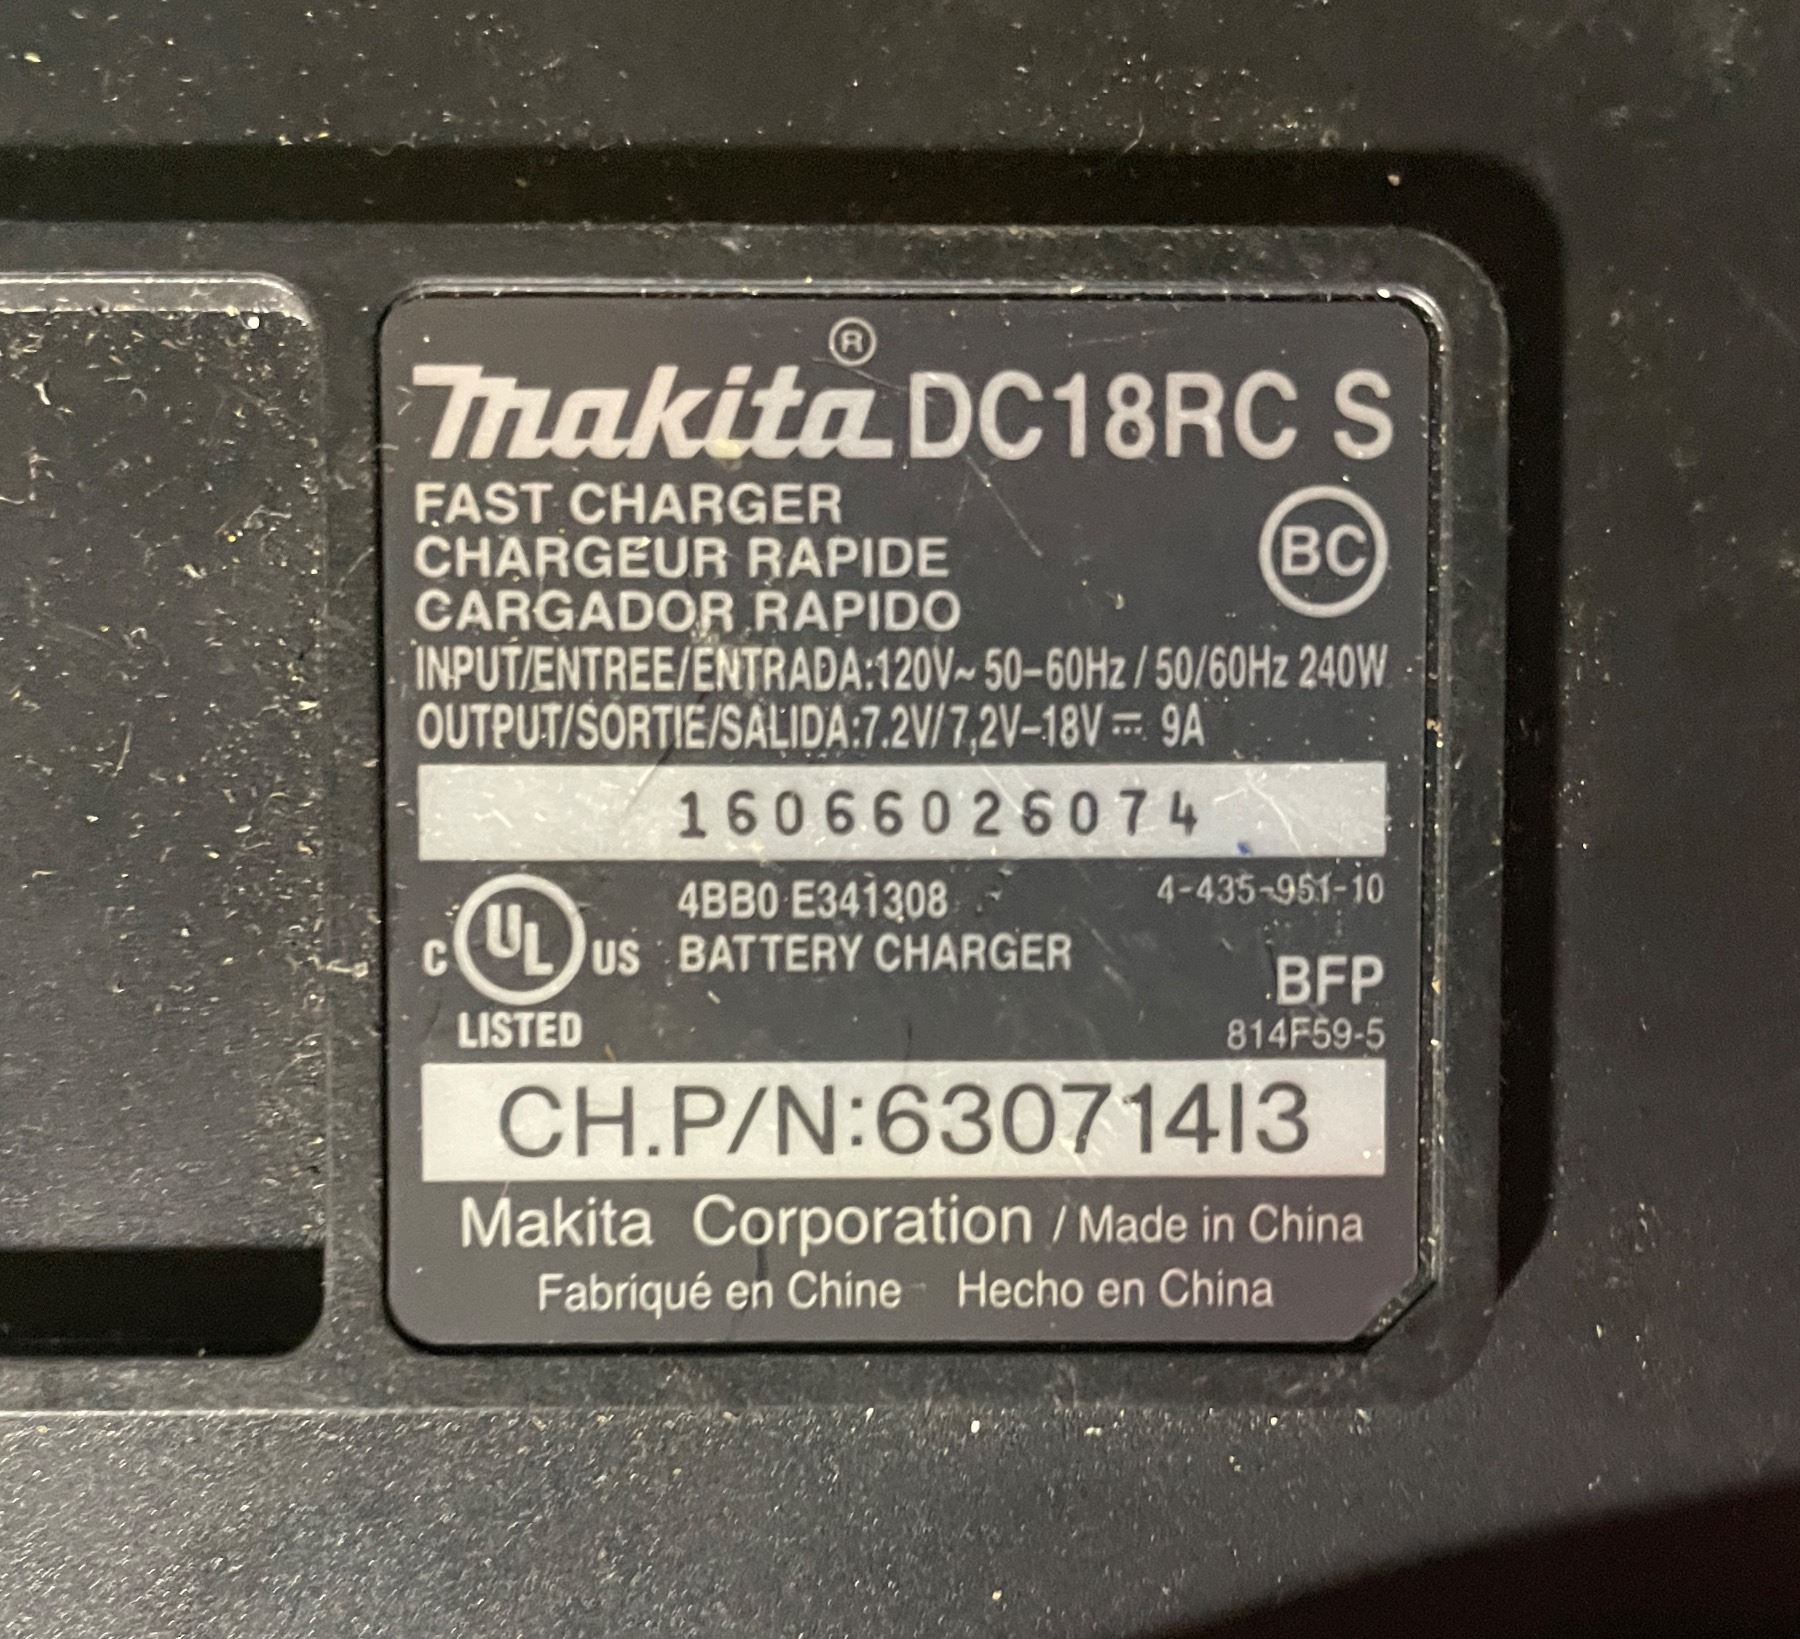 makita® DC18RC S
FAST CHARGER
CHARGEUR RAPIDE
CARGADOR RAPIDO
BC
INPUT/ENTREE/ENTRADA:120V~ 50-60Hz / 50/60Hz 240W
OUTPUT/SORTIE/SALIDA:7.2V/7,2V-18V⎓ 9A
16066026074
C UL US
LISTED
4BB0 E341308
BATTERY CHARGER
4-435-951-10
BFP
814F59-5
CH.P/N:630714I3
Makita Corporation / Made in China
Fabriqué en Chine Hecho en China